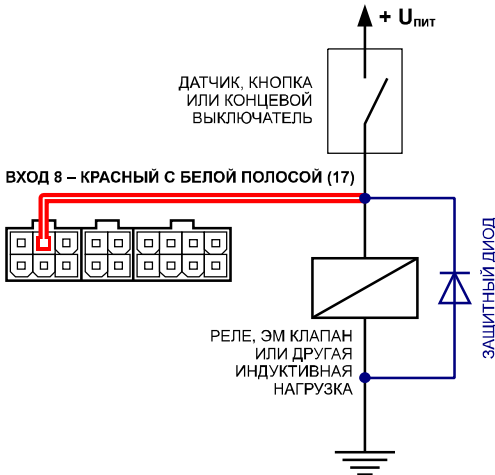 + Uпит
ДАТЧИК, КНОПКА
ИЛИ КОНЦЕВОЙ
ВЫКЛЮЧАТЕЛЬ
ВХОД 8 – КРАСНЫЙ С БЕЛОЙ ПОЛОСОЙ (17)
ЗАЩИТНЫЙ ДИОД
РЕЛЕ, ЭМ КЛАПАН
ИЛИ ДРУГАЯ
ИНДУКТИВНАЯ
НАГРУЗКА